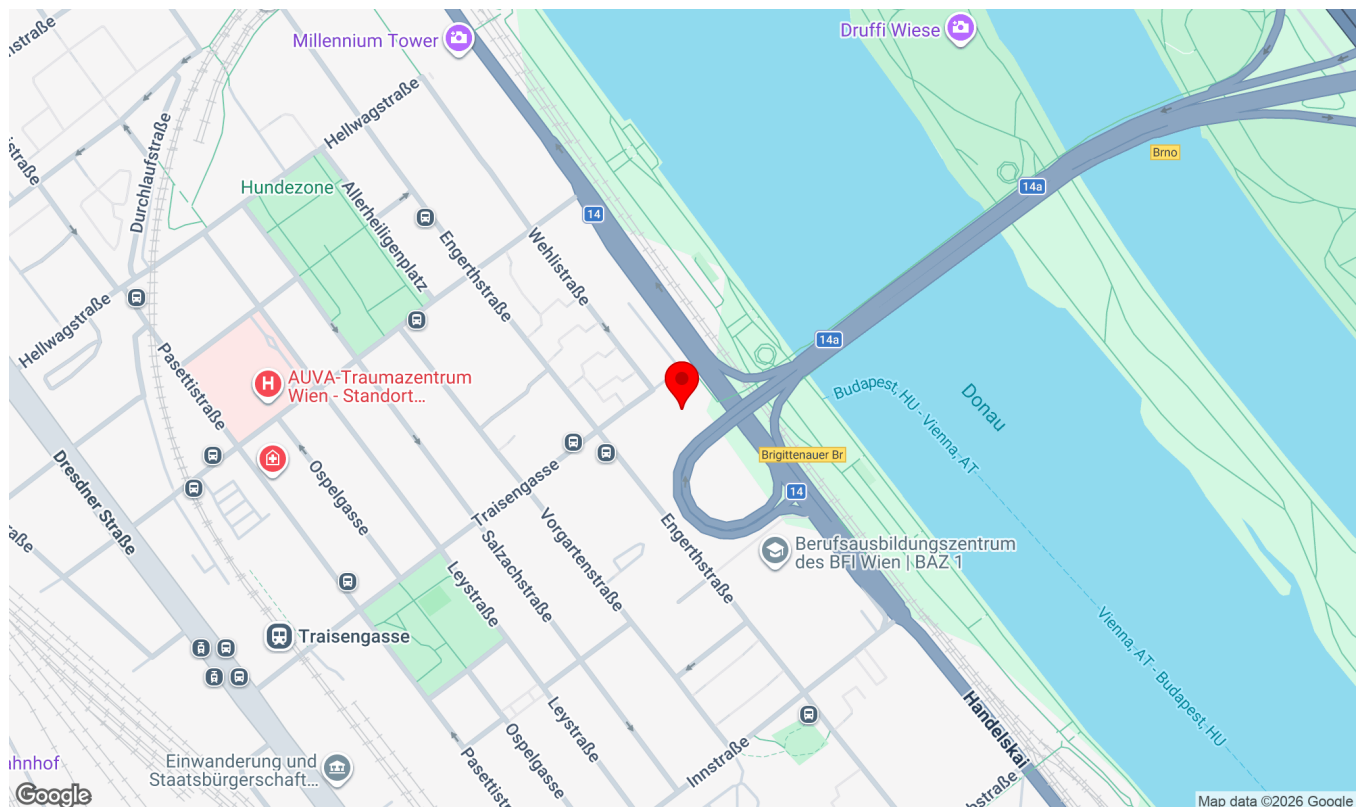 straße
Millennium Tower
Druffi Wiese
Hellwagstraße
Durchlaufstraße
Brno
14a
Hundezone
Allerheiligenplatz
14
Engerthstraße
Wehlistraße
Hellwagstraße
14a
Pasettistraße
H
AUVA-Traumazentrum
Wien - Standort...
Budapest, HU - Vienna, AT
Donau
Brigittenauer Br
14
Dresdner Straße
Ospelgasse
Traisengasse
Vorgartenstraße
Engerthstraße
Salzachstraße
Leystraße
Berufsausbildungszentrum
des BFI Wien | BAZ 1
Traisengasse
Vienna, AT - Budapest, HU
Handelskai
Leystraße
Ospelgasse
Innstraße
Pasettistr
Einwanderung und
Staatsbürgerschaft...
ahnhof
Google
Map data ©2026 Google